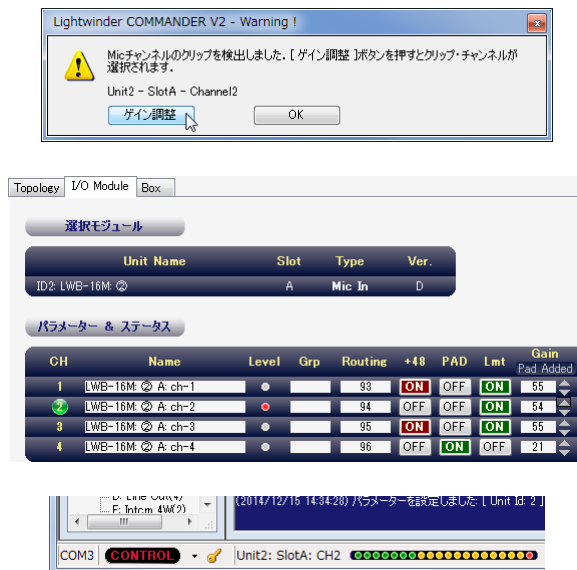 Lightwinder COMMANDER V2 - Warning !
Micチャンネルのクリップを検出しました. [ ゲイン調整 ]ボタンを押すとクリップ・チャンネルが
選択されます.
Unit2 - SlotA - Channel2
ゲイン調整 OK
Topology I/O Module Box
選択モジュール
Unit Name Slot Type Ver.
ID2: LWB-16M: ② A Mic In D
パラメーター & ステータス
CH Name Level Grp Routing +48 PAD Lmt Gain
Pad Added
1 LWB-16M: ② A: ch-1 93 ON OFF ON 55
2 LWB-16M: ② A: ch-2 94 OFF OFF ON 54
3 LWB-16M: ② A: ch-3 95 ON OFF ON 55
4 LWB-16M: ② A: ch-4 96 OFF ON OFF 21
D: Line Out(4) (2014/12/15 14:34:28) パラメーターを設定しました: [ Unit Id: 2 ]
E: Intcm 4W(2)
COM3 CONTROL Unit2: SlotA: CH2